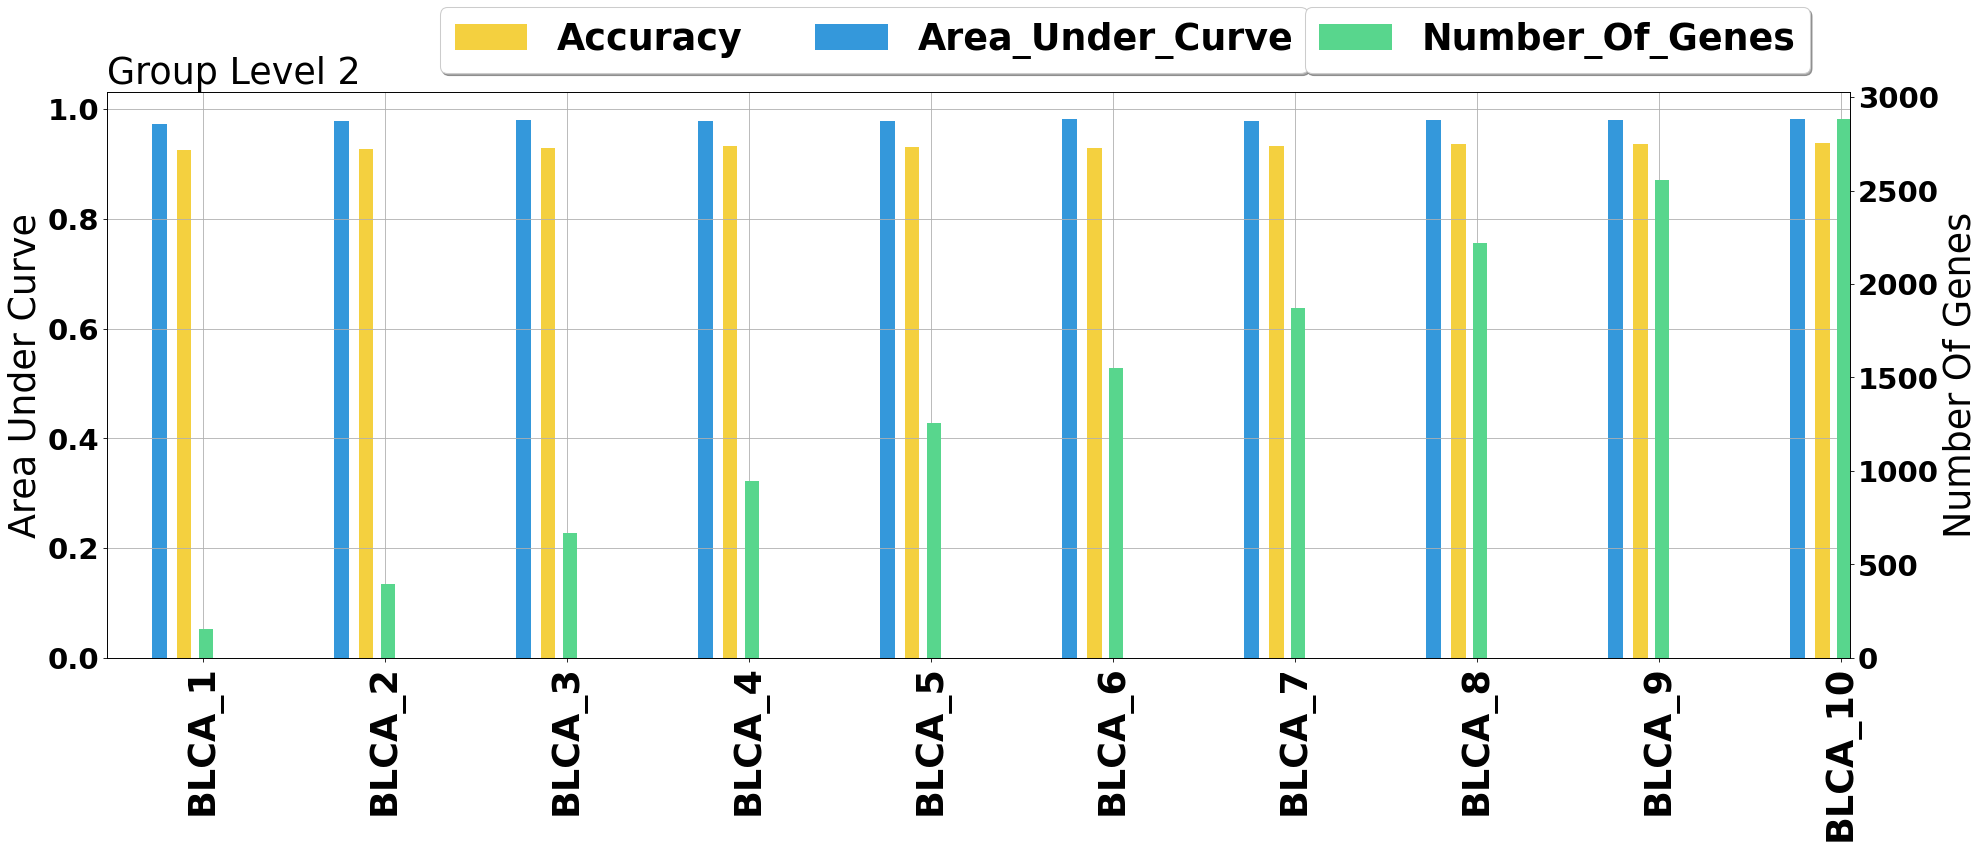 Accuracy
Area_Under_Curve
Number_Of_Genes
Group Level 2
Area Under Curve
1.0
0.8
0.6
0.4
0.2
0.0
3000
2500
2000
1500
1000
500
0
Number Of Genes
BLCA_1
BLCA_2
BLCA_3
BLCA_4
BLCA_5
BLCA_6
BLCA_7
BLCA_8
BLCA_9
BLCA_10